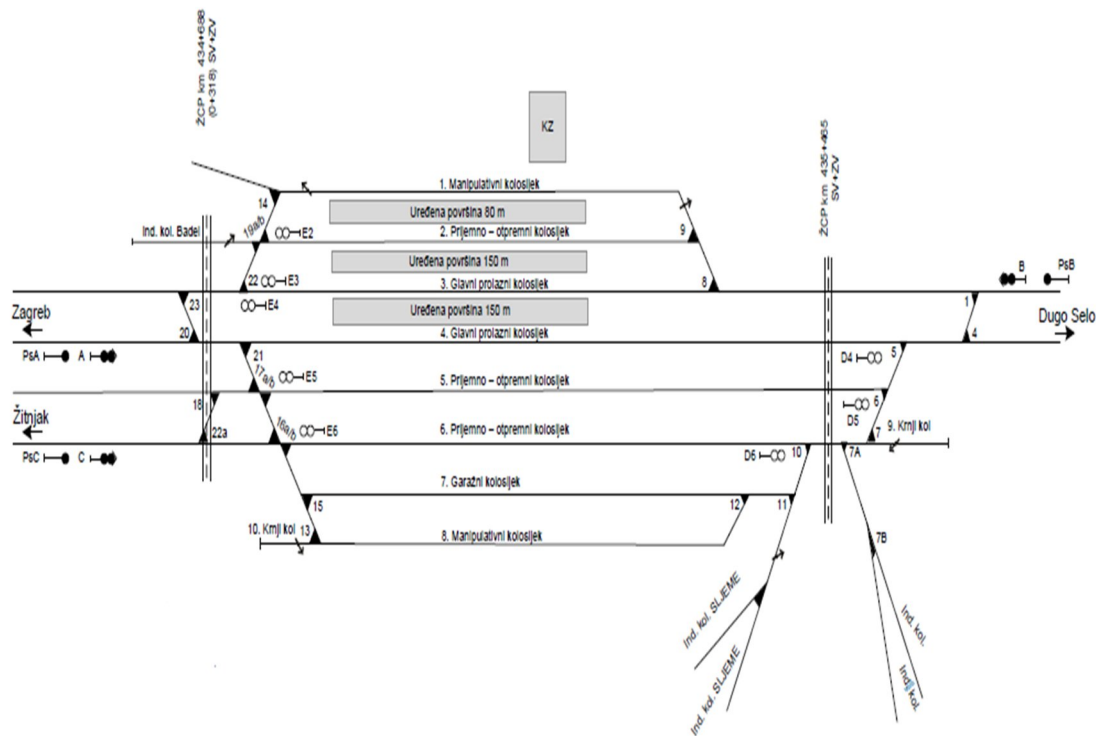 ŽCP km 434+688
(0+318) SV+ZV
KZ
ŽCP km 435+465
SV+ZV
1. Manipulativni kolosijek
14
Uređena površina 80 m
19a/b
E2
2. Prijemno – otpremni kolosijek
Ind. kol. Badel
9
Uređena površina 150 m
22
E3
3. Glavni prolazni kolosijek
8
B
PsB
23
E4
Uređena površina 150 m
1
Zagreb
Dugo Selo
20
4. Glavni prolazni kolosijek
4
PsA
A
21
D4
5
17a/b
E5
5. Prijemno – otpremni kolosijek
18
6
D5
Žitnjak
22a
16a/b
E6
6. Prijemno – otpremni kolosijek
7
9. Krnji kol
PsC
C
D6
10
7A
7. Garažni kolosijek
15
12
11
10. Krnji kol
13
8. Manipulativni kolosijek
7B
Ind. kol. SLJEME
Ind. kol. SLJEME
Ind. kol.
Ind. kol.